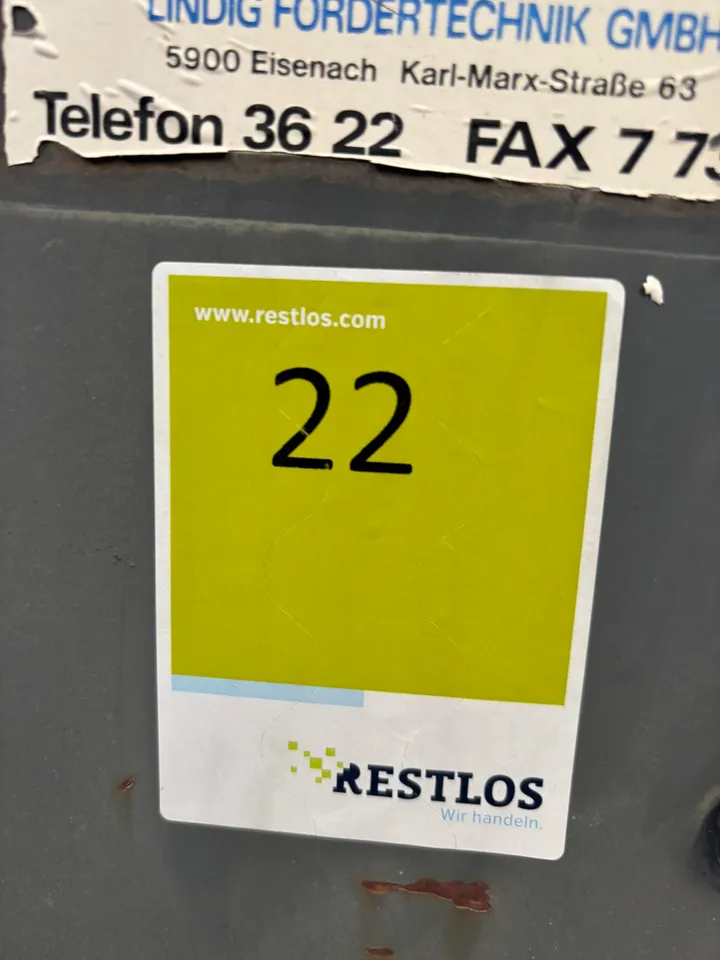 LINDIG FÖRDERTECHNIK GMBH
5900 Eisenach Karl-Marx-Straße 63
Telefon 36 22 FAX 7 73
www.restlos.com
22
RESTLOS
Wir handeln.